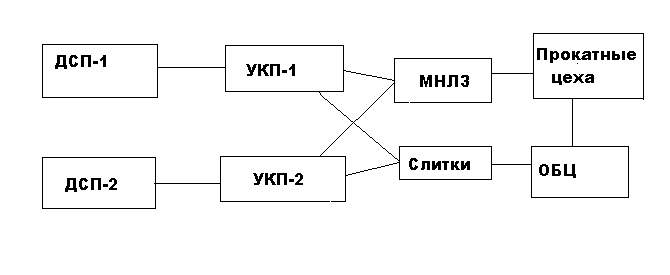 ДСП-1
УКП-1
МНЛЗ
Прокатные
цеха
ДСП-2
УКП-2
Слитки
ОБЦ